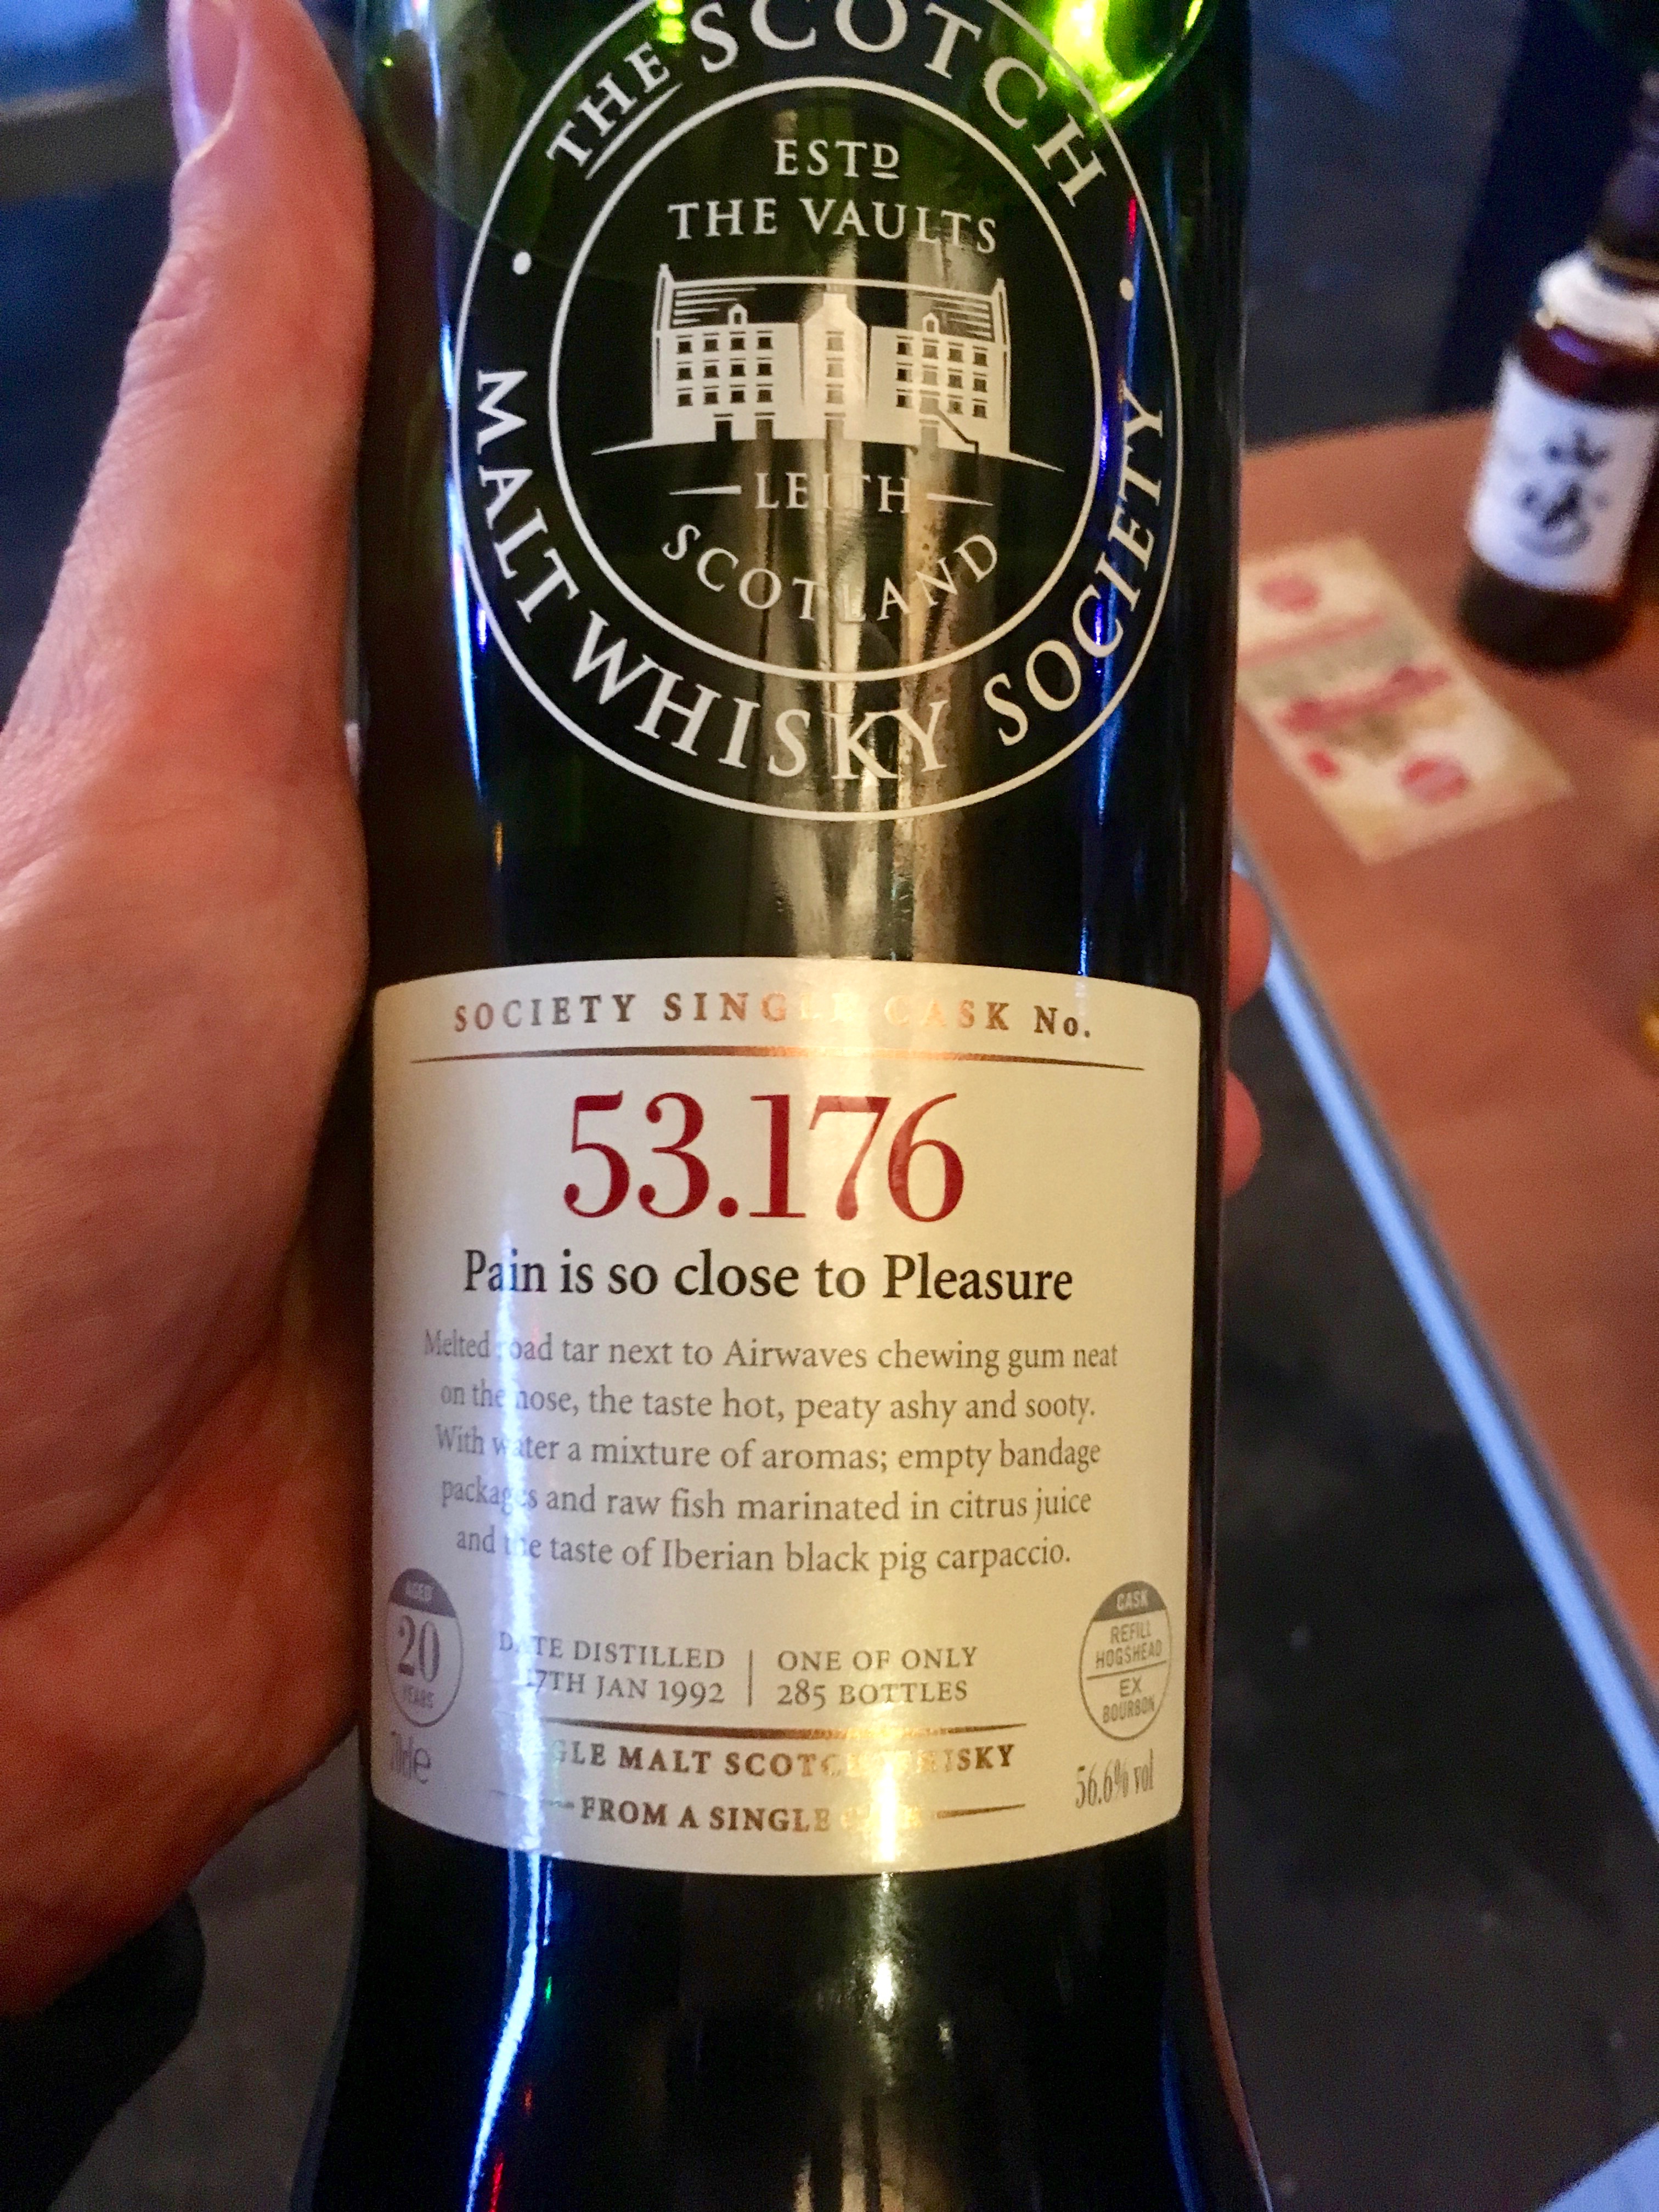 THE SCOTCH
MALT WHISKY SOCIETY
ESTD
THE VAULTS
LEITH
SCOTLAND
SOCIETY SINGLE CASK No.
53.176
Pain is so close to Pleasure
Melted road tar next to Airwaves chewing gum neat
on the nose, the taste hot, peaty ashy and sooty.
With water a mixture of aromas; empty bandage
packages and raw fish marinated in citrus juice
and the taste of Iberian black pig carpaccio.
AGED
20
YEARS
DATE DISTILLED
17TH JAN 1992
ONE OF ONLY
285 BOTTLES
CASK
REFILL
HOGSHEAD
EX
BOURBON
70cle
SINGLE MALT SCOTCH WHISKY
56.6% vol
FROM A SINGLE CASK